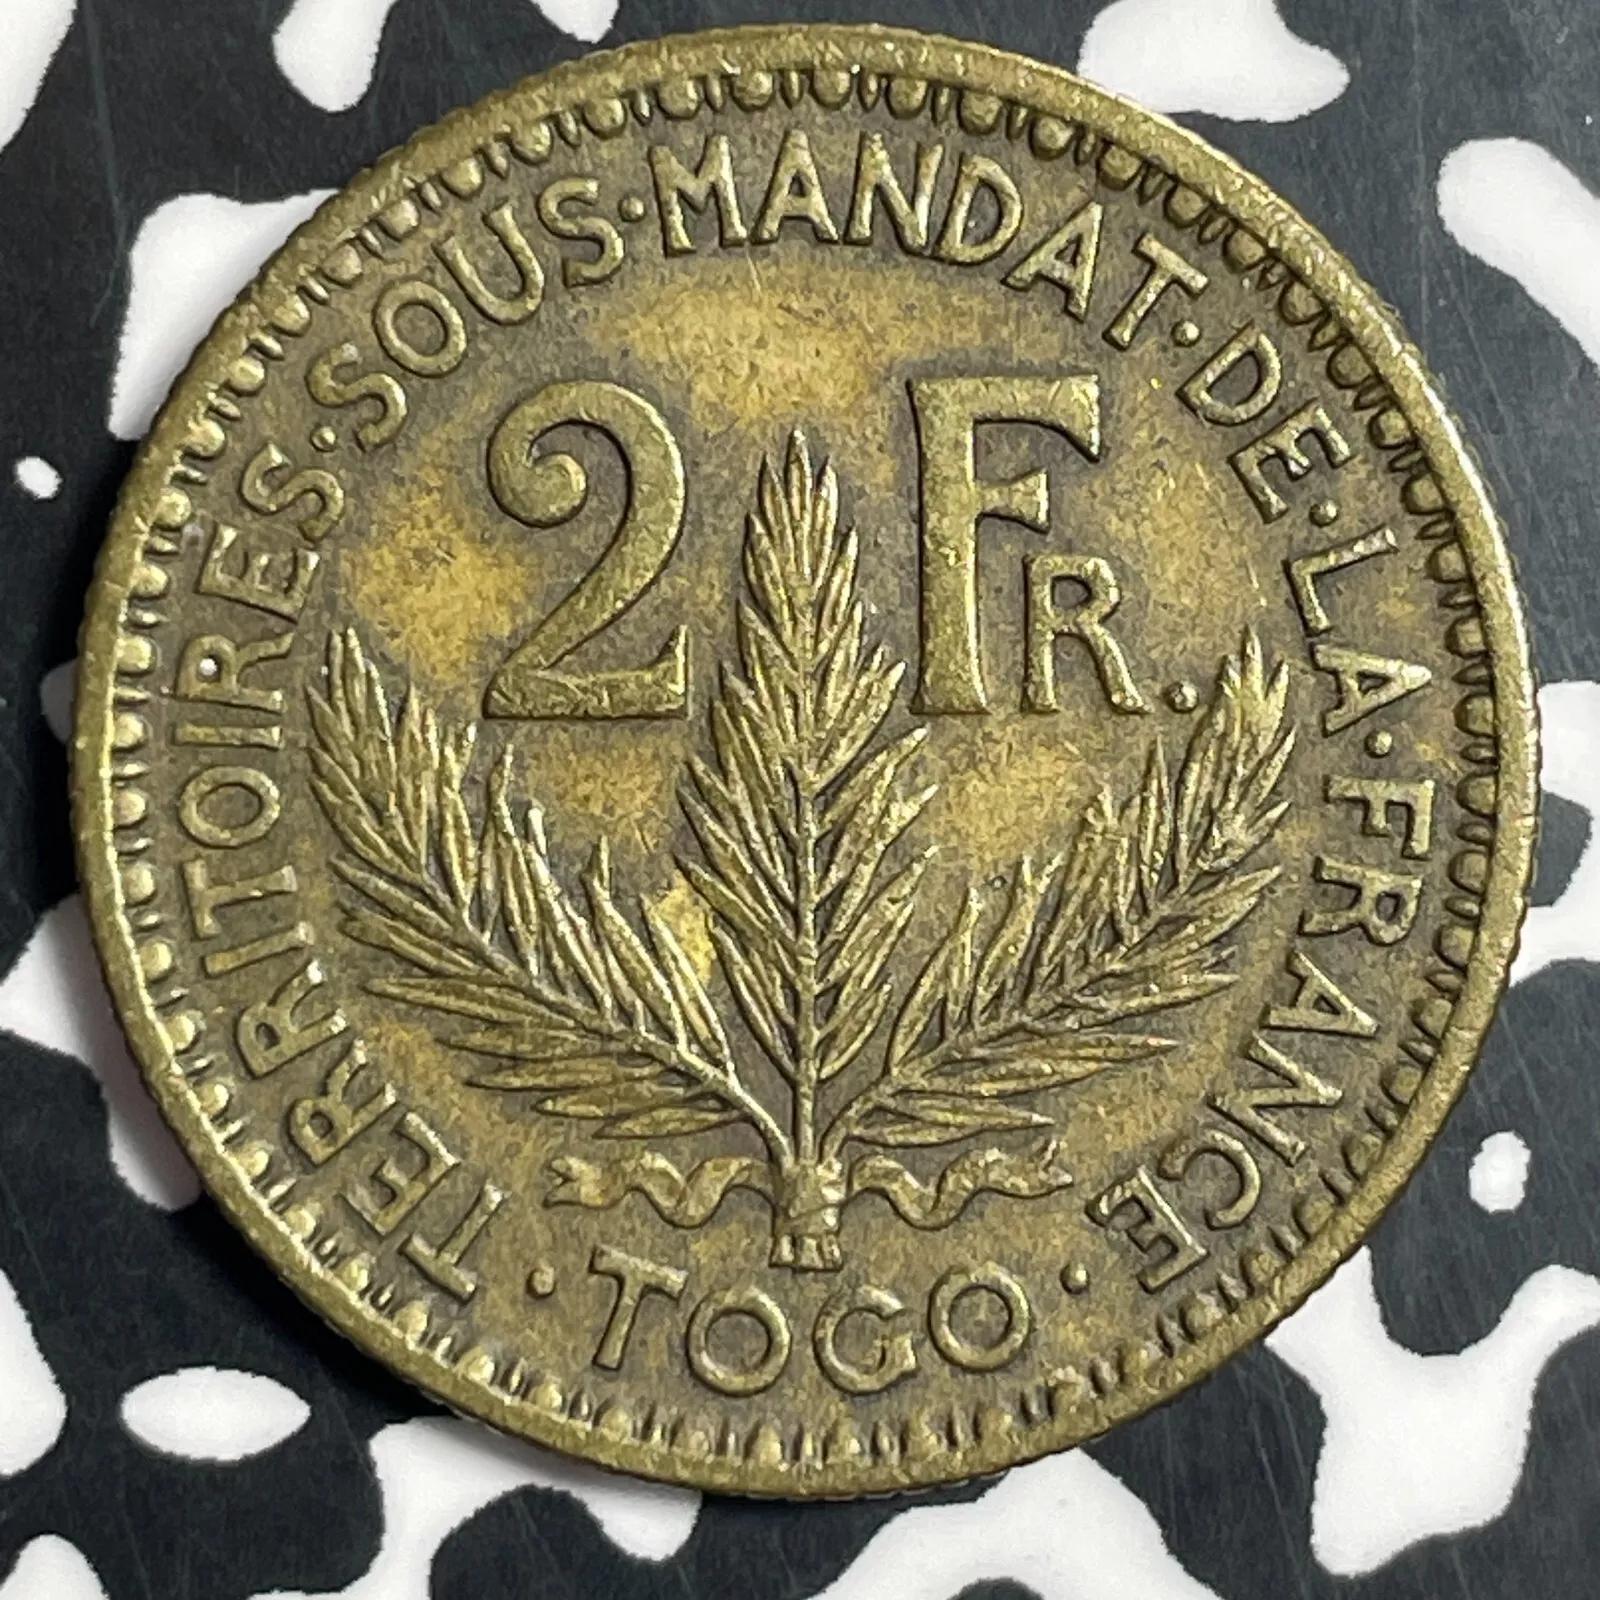 TERRITOIRES·SOUS·MANDAT·DE·LA·FRANCE
2 FR.
· TOGO ·